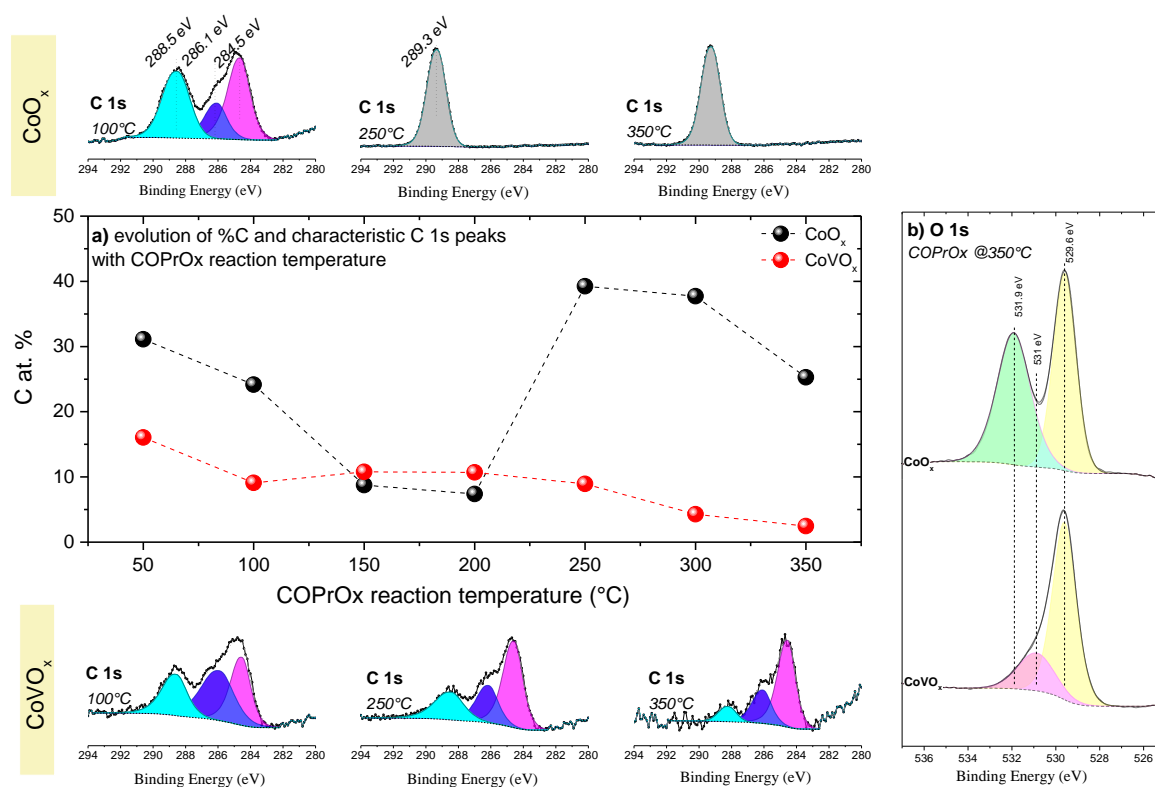 CoOₓ
288.5 eV
286.1 eV
284.5 eV
C 1s
100°C
294 292 290 288 286 284 282 280
Binding Energy (eV)
289.3 eV
C 1s
250°C
294 292 290 288 286 284 282 280
Binding Energy (eV)
C 1s
350°C
294 292 290 288 286 284 282 280
Binding Energy (eV)
a) evolution of %C and characteristic C 1s peaks
with COPrOx reaction temperature
CoOₓ
CoVOₓ
C at. %
50
40
30
20
10
0
50 100 150 200 250 300 350
COPrOx reaction temperature (°C)
CoVOₓ
C 1s
100°C
294 292 290 288 286 284 282 280
Binding Energy (eV)
C 1s
250°C
294 292 290 288 286 284 282 280
Binding Energy (eV)
C 1s
350°C
294 292 290 288 286 284 282 280
Binding Energy (eV)
b) O 1s
COPrOx @350°C
531.9 eV
531 eV
529.6 eV
CoOₓ
CoVOₓ
536 534 532 530 528 526
Binding Energy (eV)